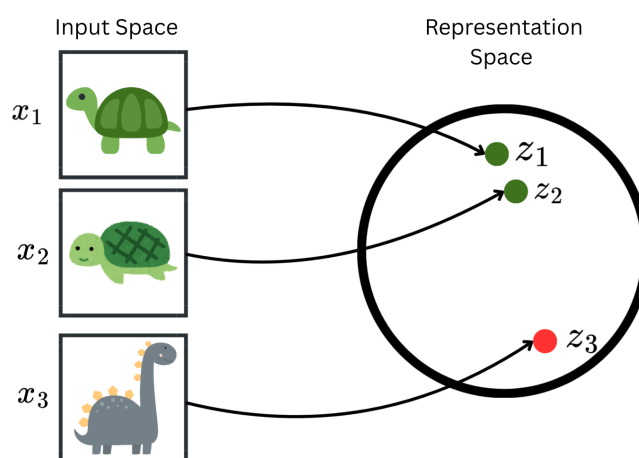 Input Space
Representation
Space
x₁
z₁
z₂
x₂
z₃
x₃